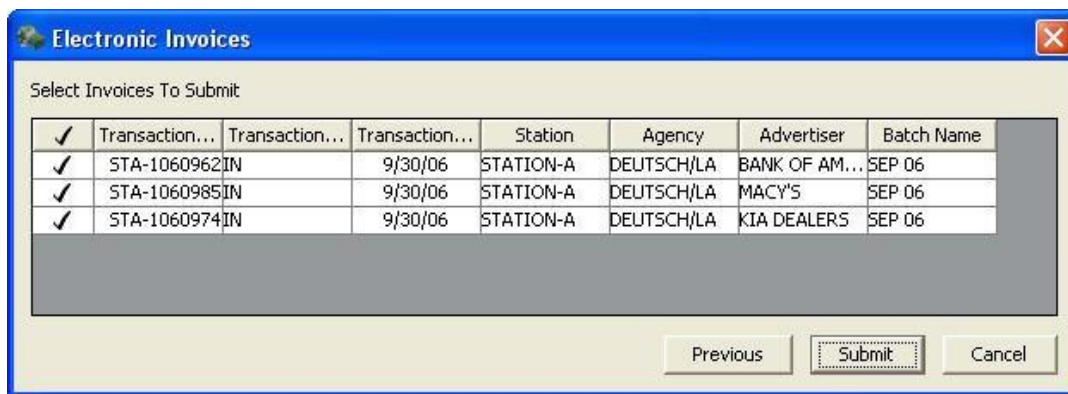 Electronic Invoices
Select Invoices To Submit
✓ Transaction... Transaction... Transaction... Station Agency Advertiser Batch Name
✓ STA-1060962 IN 9/30/06 STATION-A DEUTSCH/LA BANK OF AM... SEP 06
✓ STA-1060985 IN 9/30/06 STATION-A DEUTSCH/LA MACY'S SEP 06
✓ STA-1060974 IN 9/30/06 STATION-A DEUTSCH/LA KIA DEALERS SEP 06
Previous Submit Cancel